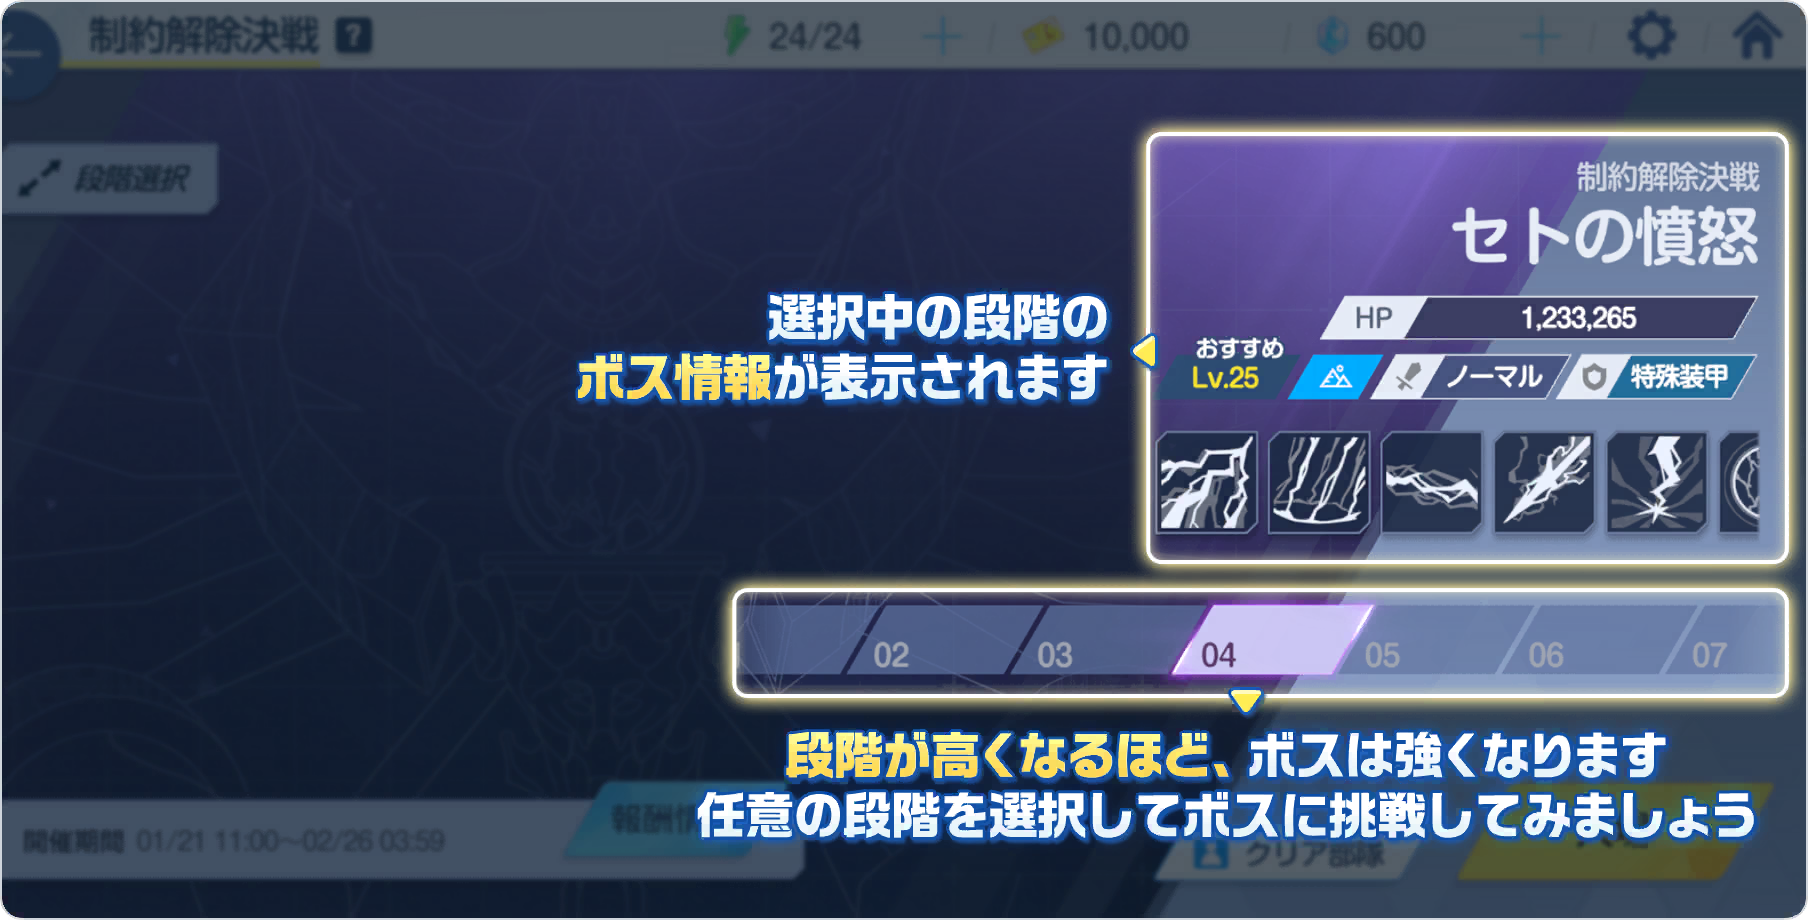 制約解除決戦 ?
24/24
10,000
600
段階選択
制約解除決戦
セトの憤怒
HP 1,233,265
おすすめ
Lv.25
ノーマル
特殊装甲
選択中の段階の
ボス情報が表示されます
02
03
04
05
06
07
段階が高くなるほど、ボスは強くなります
任意の段階を選択してボスに挑戦してみましょう
報酬情
開催期間 01/21 11:00～02/26 03:59
クリア部隊